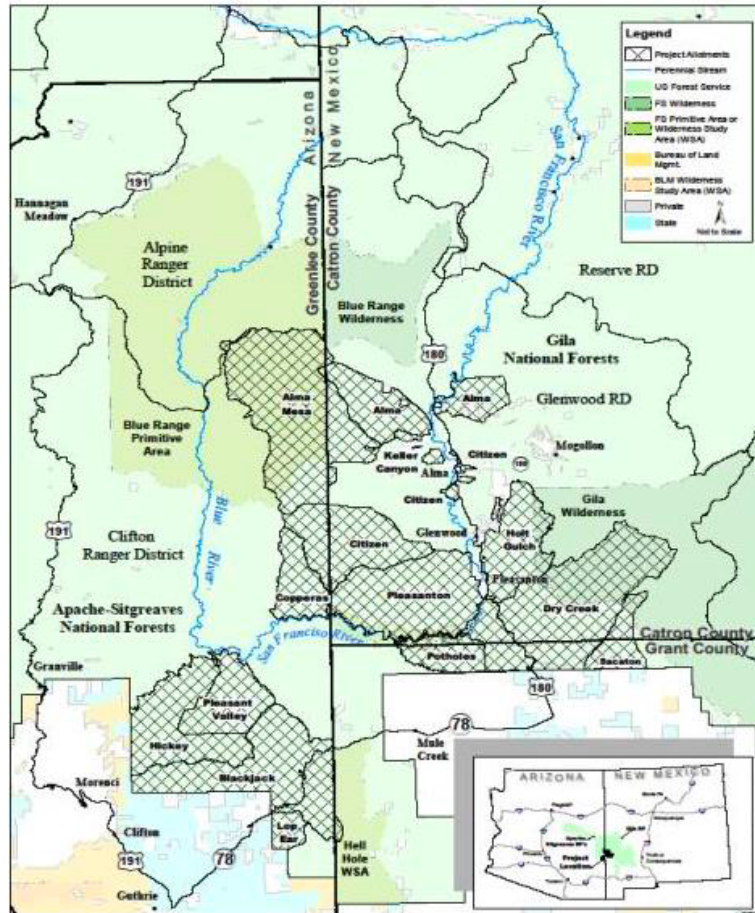 Legend
Project Allotments
Perennial Stream
US Forest Service
FS Wilderness
FS Primitive Area or
Wilderness Study
Area (WSA)
Bureau of Land
Mgmt.
BLM Wilderness
Study Area (WSA)
Private
State
N
Not to Scale
Arizona
New Mexico
Greenlee County
Catron County
191
Hannagan
Meadow
Alpine
Ranger
District
San Francisco River
Blue Range
Wilderness
Reserve RD
180
Gila
National Forests
Glenwood RD
Alma
Mesa
Alma
Alma
Blue Range
Primitive
Area
Keller
Canyon
Alma
Citizen
Mogollon
Citizen
Gila
Wilderness
191
Clifton
Ranger District
Blue River
Citizen
Glenwood
Holt
Gulch
Pleasanton
Copperas
Pleasanton
Dry Creek
Apache-Sitgreaves
National Forests
San Franciso River
Catron County
Grant County
Granville
Potholes
Sacaton
180
Pleasant
Valley
78
Mule
Creek
Hickey
Blackjack
Morenci
Lop
Ear
Clifton
191
78
Hell
Hole
WSA
Guthrie
ARIZONA
NEW MEXICO
Project
Location